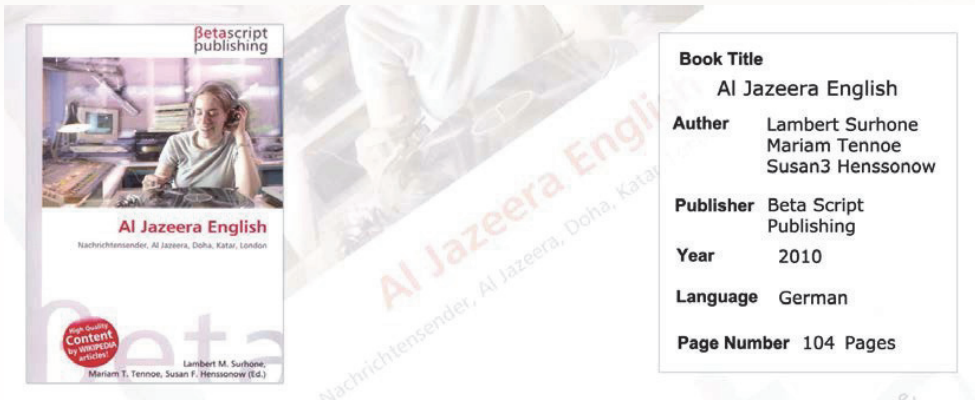 βetascript
publishing
Al Jazeera English
Nachrichtensender, Al Jazeera, Doha, Katar, London
High Quality
Content
by WIKIPEDIA
articles!
Lambert M. Surhone,
Mariam T. Tennoe, Susan F. Henssonow (Ed.)
βeta
Al Jazeera English
Nachrichtensender, Al Jazeera, Doha, Katar
Book Title
Al Jazeera English
Auther Lambert Surhone
Mariam Tennoe
Susan3 Henssonow
Publisher Beta Script
Publishing
Year 2010
Language German
Page Number 104 Pages